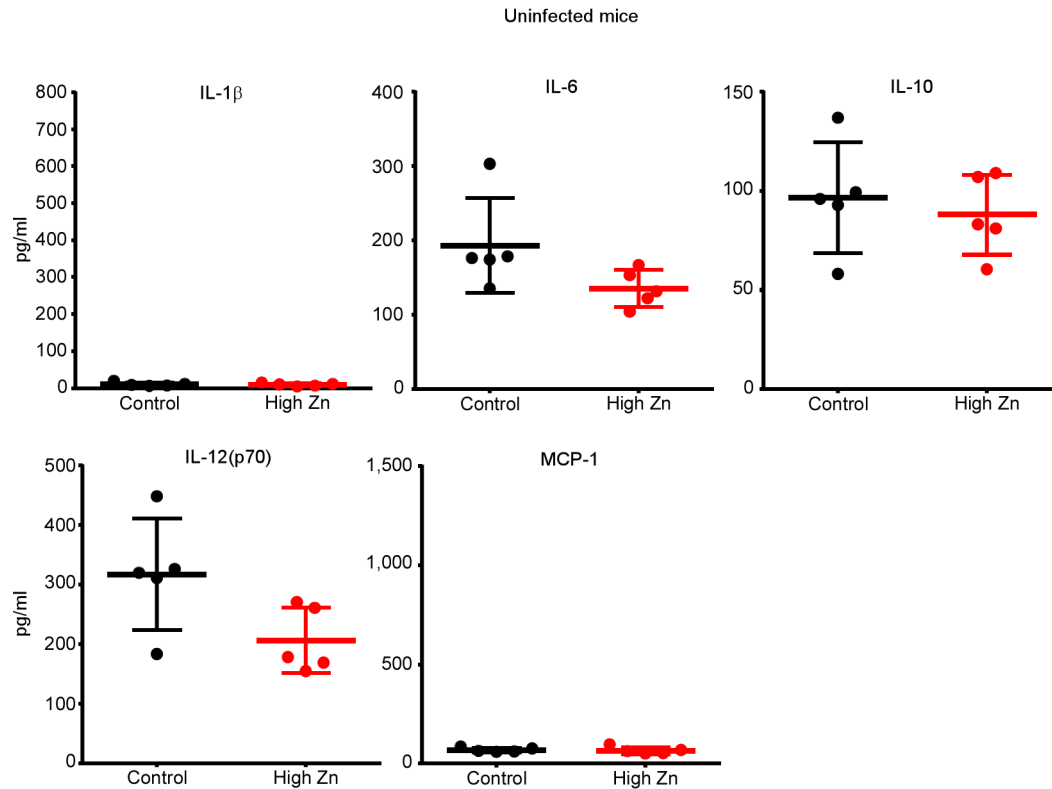 Uninfected mice
IL-1β
800
700
600
500
400
300
200
100
0
pg/ml
Control
High Zn
IL-6
400
300
200
100
0
Control
High Zn
IL-10
150
100
50
0
Control
High Zn
IL-12(p70)
500
400
300
200
100
0
pg/ml
Control
High Zn
MCP-1
1,500
1,000
500
0
Control
High Zn